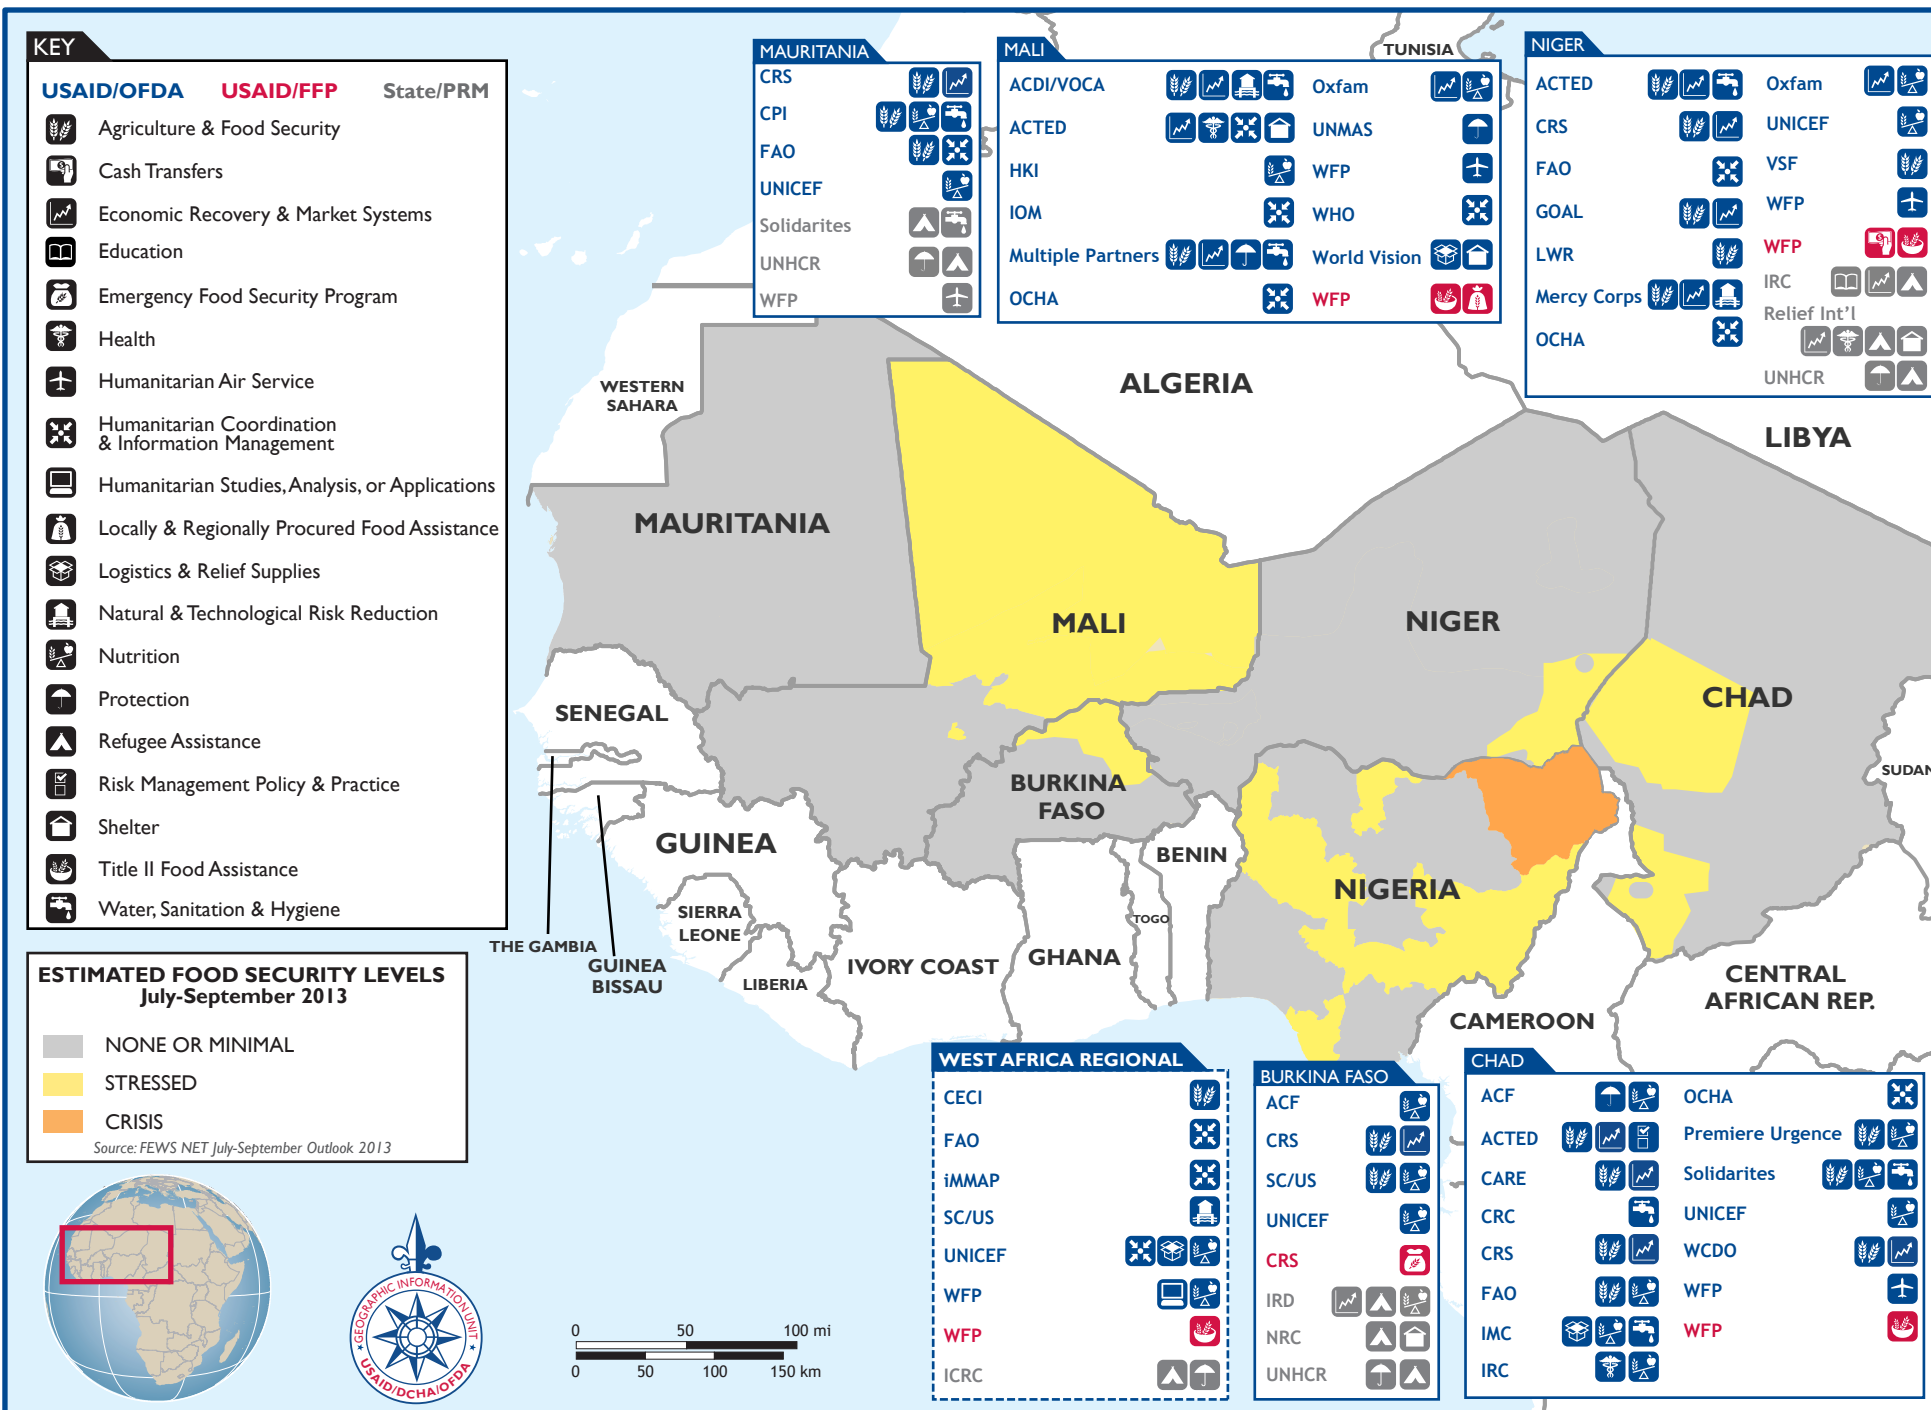 KEY
USAID/OFDA USAID/FFP State/PRM
Agriculture & Food Security
Cash Transfers
Economic Recovery & Market Systems
Education
Emergency Food Security Program
Health
Humanitarian Air Service
Humanitarian Coordination
& Information Management
Humanitarian Studies, Analysis, or Applications
Locally & Regionally Procured Food Assistance
Logistics & Relief Supplies
Natural & Technological Risk Reduction
Nutrition
Protection
Refugee Assistance
Risk Management Policy & Practice
Shelter
Title II Food Assistance
Water, Sanitation & Hygiene
ESTIMATED FOOD SECURITY LEVELS
July-September 2013
NONE OR MINIMAL
STRESSED
CRISIS
Source: FEWS NET July-September Outlook 2013
MAURITANIA
CRS
CPI
FAO
UNICEF
Solidarites
UNHCR
WFP
MALI
ACDI/VOCA
ACTED
HKI
IOM
Multiple Partners
OCHA
Oxfam
UNMAS
WFP
WHO
World Vision
WFP
NIGER
ACTED
CRS
FAO
GOAL
LWR
Mercy Corps
OCHA
Oxfam
UNICEF
VSF
WFP
WFP
IRC
Relief Int'l
UNHCR
TUNISIA
WESTERN
SAHARA
ALGERIA
LIBYA
MAURITANIA
MALI
NIGER
CHAD
SENEGAL
SUDAN
BURKINA
FASO
GUINEA
BENIN
NIGERIA
SIERRA
LEONE
TOGO
THE GAMBIA
GUINEA
BISSAU
LIBERIA
IVORY COAST
GHANA
CENTRAL
AFRICAN REP.
CAMEROON
WEST AFRICA REGIONAL
CECI
FAO
iMMAP
SC/US
UNICEF
WFP
WFP
ICRC
BURKINA FASO
ACF
CRS
SC/US
UNICEF
CRS
IRD
NRC
UNHCR
CHAD
ACF
ACTED
CARE
CRC
CRS
FAO
IMC
IRC
OCHA
Premiere Urgence
Solidarites
UNICEF
WCDO
WFP
WFP
GEOGRAPHIC INFORMATION UNIT
USAID/DCHA/OFDA
0 50 100 mi
0 50 100 150 km